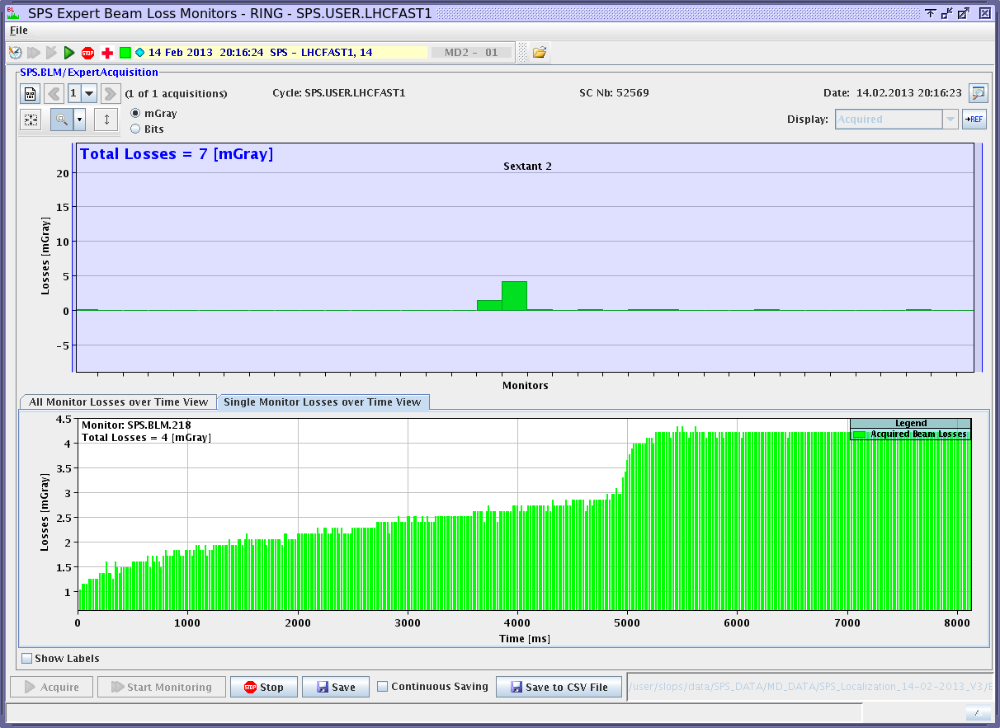 BL SPS Expert Beam Loss Monitors - RING - SPS.USER.LHCFAST1
File
STOP 14 Feb 2013 20:16:24 SPS - LHCFAST1, 14 MD2 - 01
SPS.BLM/ExpertAcquisition
1 (1 of 1 acquisitions) Cycle: SPS.USER.LHCFAST1 SC Nb: 52569 Date: 14.02.2013 20:16:23
mGray
Bits
Display: Acquired REF
Total Losses = 7 [mGray]
Sextant 2
20
15
10
5
0
-5
Losses [mGray]
Monitors
All Monitor Losses over Time View Single Monitor Losses over Time View
Monitor: SPS.BLM.218
Total Losses = 4 [mGray]
Legend
Acquired Beam Losses
4.5
4
3.5
3
2.5
2
1.5
1
Losses [mGray]
0 1000 2000 3000 4000 5000 6000 7000 8000
Time [ms]
Show Labels
Acquire Start Monitoring STOP Stop Save Continuous Saving Save to CSV File /user/slops/data/SPS_DATA/MD_DATA/SPS_Localization_14-02-2013_V3/